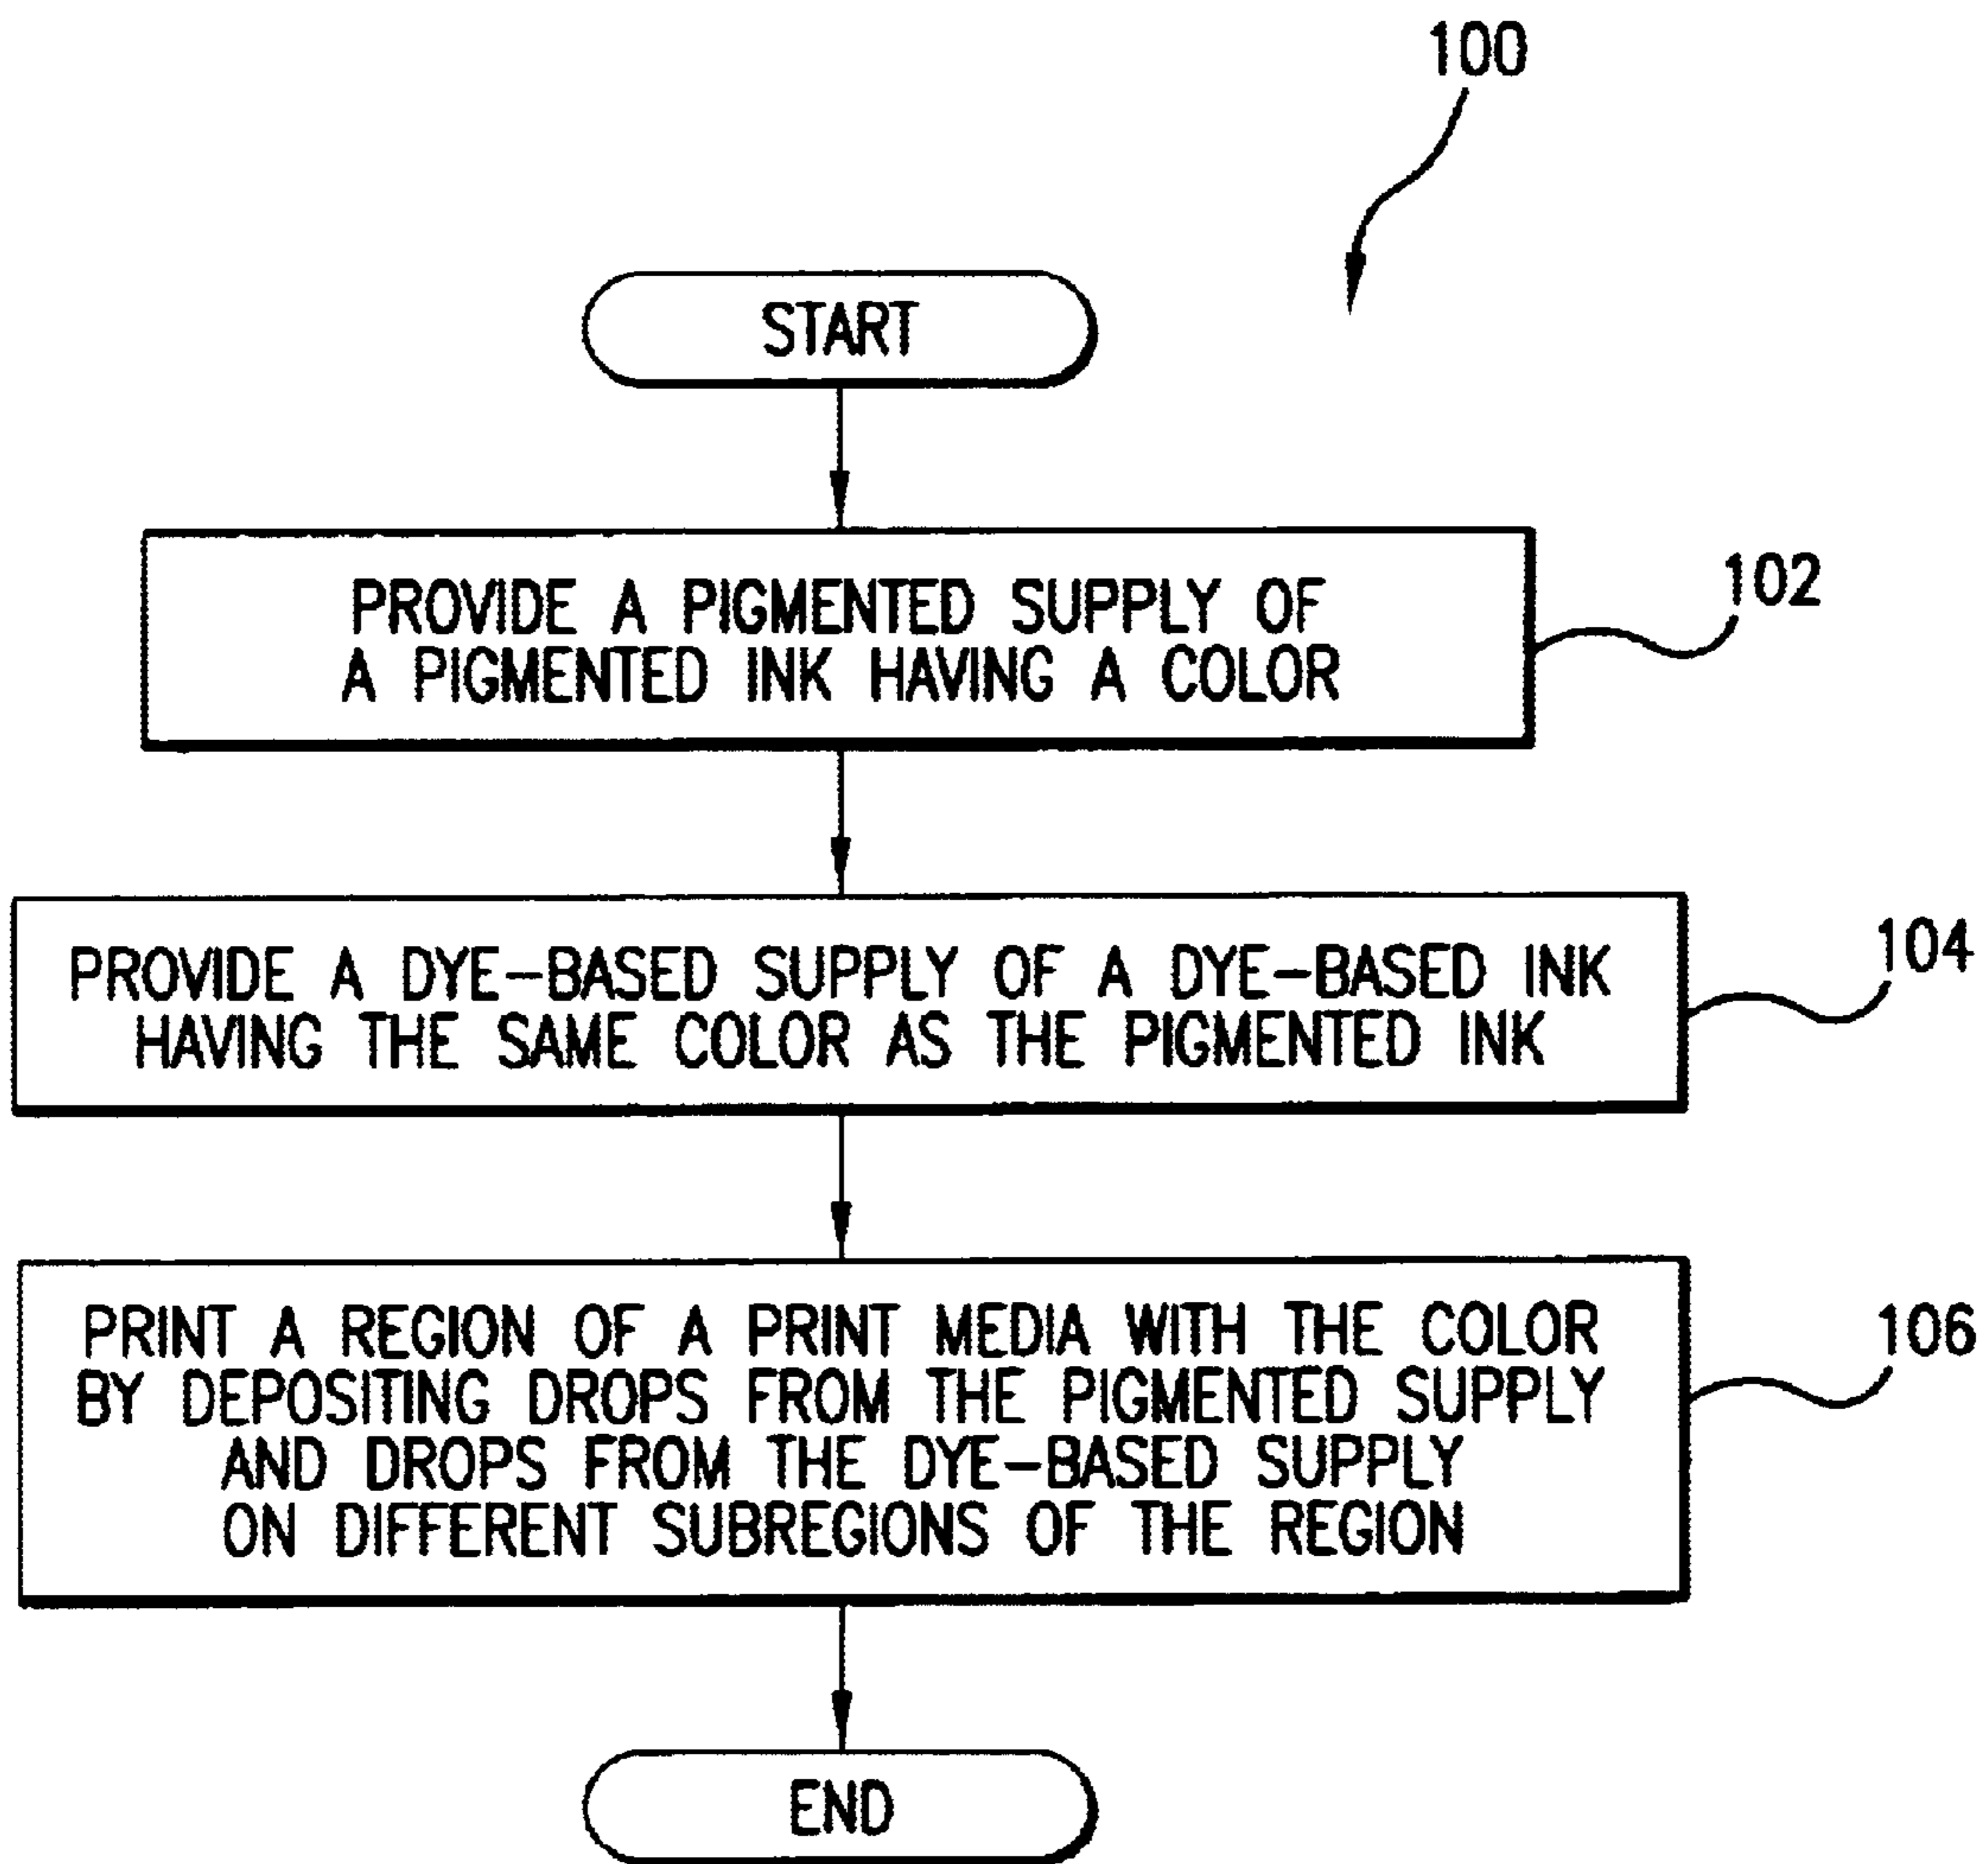 100
START
PROVIDE A PIGMENTED SUPPLY OF
A PIGMENTED INK HAVING A COLOR
102
PROVIDE A DYE-BASED SUPPLY OF A DYE-BASED INK
HAVING THE SAME COLOR AS THE PIGMENTED INK
104
PRINT A REGION OF A PRINT MEDIA WITH THE COLOR
BY DEPOSITING DROPS FROM THE PIGMENTED SUPPLY
AND DROPS FROM THE DYE-BASED SUPPLY
ON DIFFERENT SUBREGIONS OF THE REGION
106
END